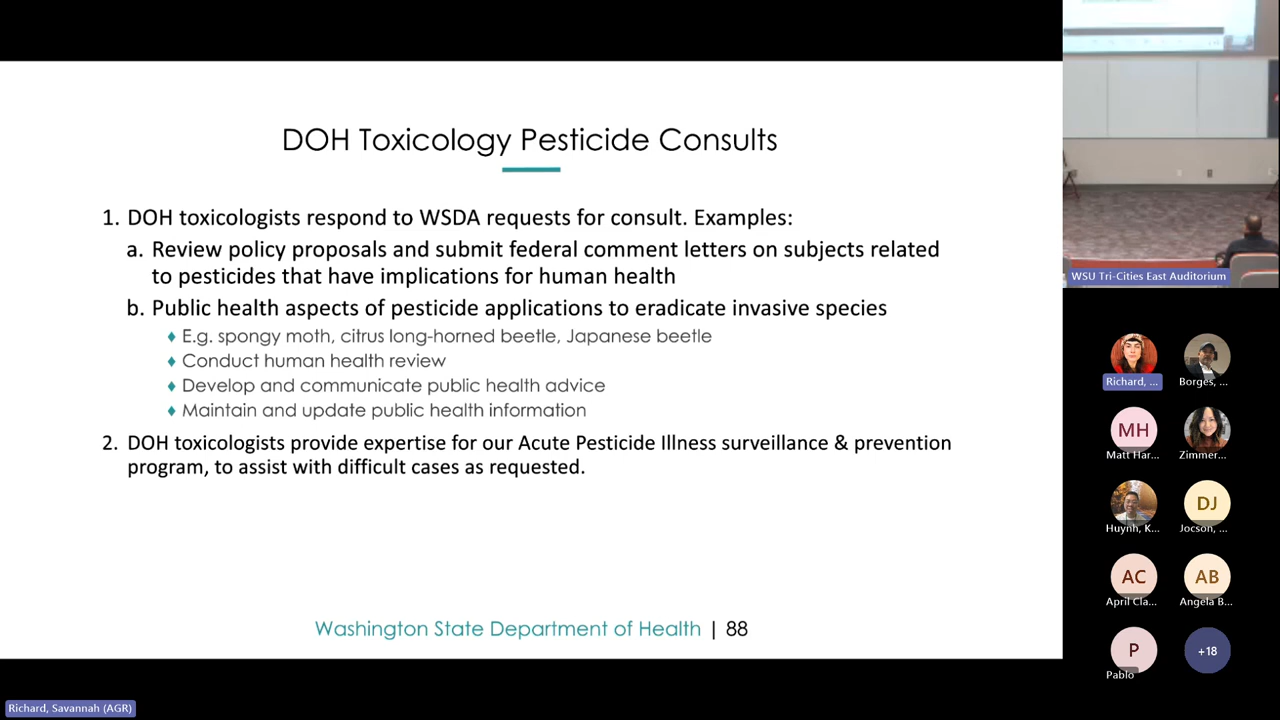 DOH Toxicology Pesticide Consults
1. DOH toxicologists respond to WSDA requests for consult. Examples:
a. Review policy proposals and submit federal comment letters on subjects related
to pesticides that have implications for human health
b. Public health aspects of pesticide applications to eradicate invasive species
♦ E.g. spongy moth, citrus long-horned beetle, Japanese beetle
♦ Conduct human health review
♦ Develop and communicate public health advice
♦ Maintain and update public health information
2. DOH toxicologists provide expertise for our Acute Pesticide Illness surveillance & prevention
program, to assist with difficult cases as requested.
Washington State Department of Health | 88
WSU Tri-Cities East Auditorium
Richard, ...
Borges, ...
MH
Matt Har...
Zimmer...
Huynh, K...
DJ
Jocson, ...
AC
April Cla...
AB
Angela B...
P
Pablo
+18
Richard, Savannah (AGR)